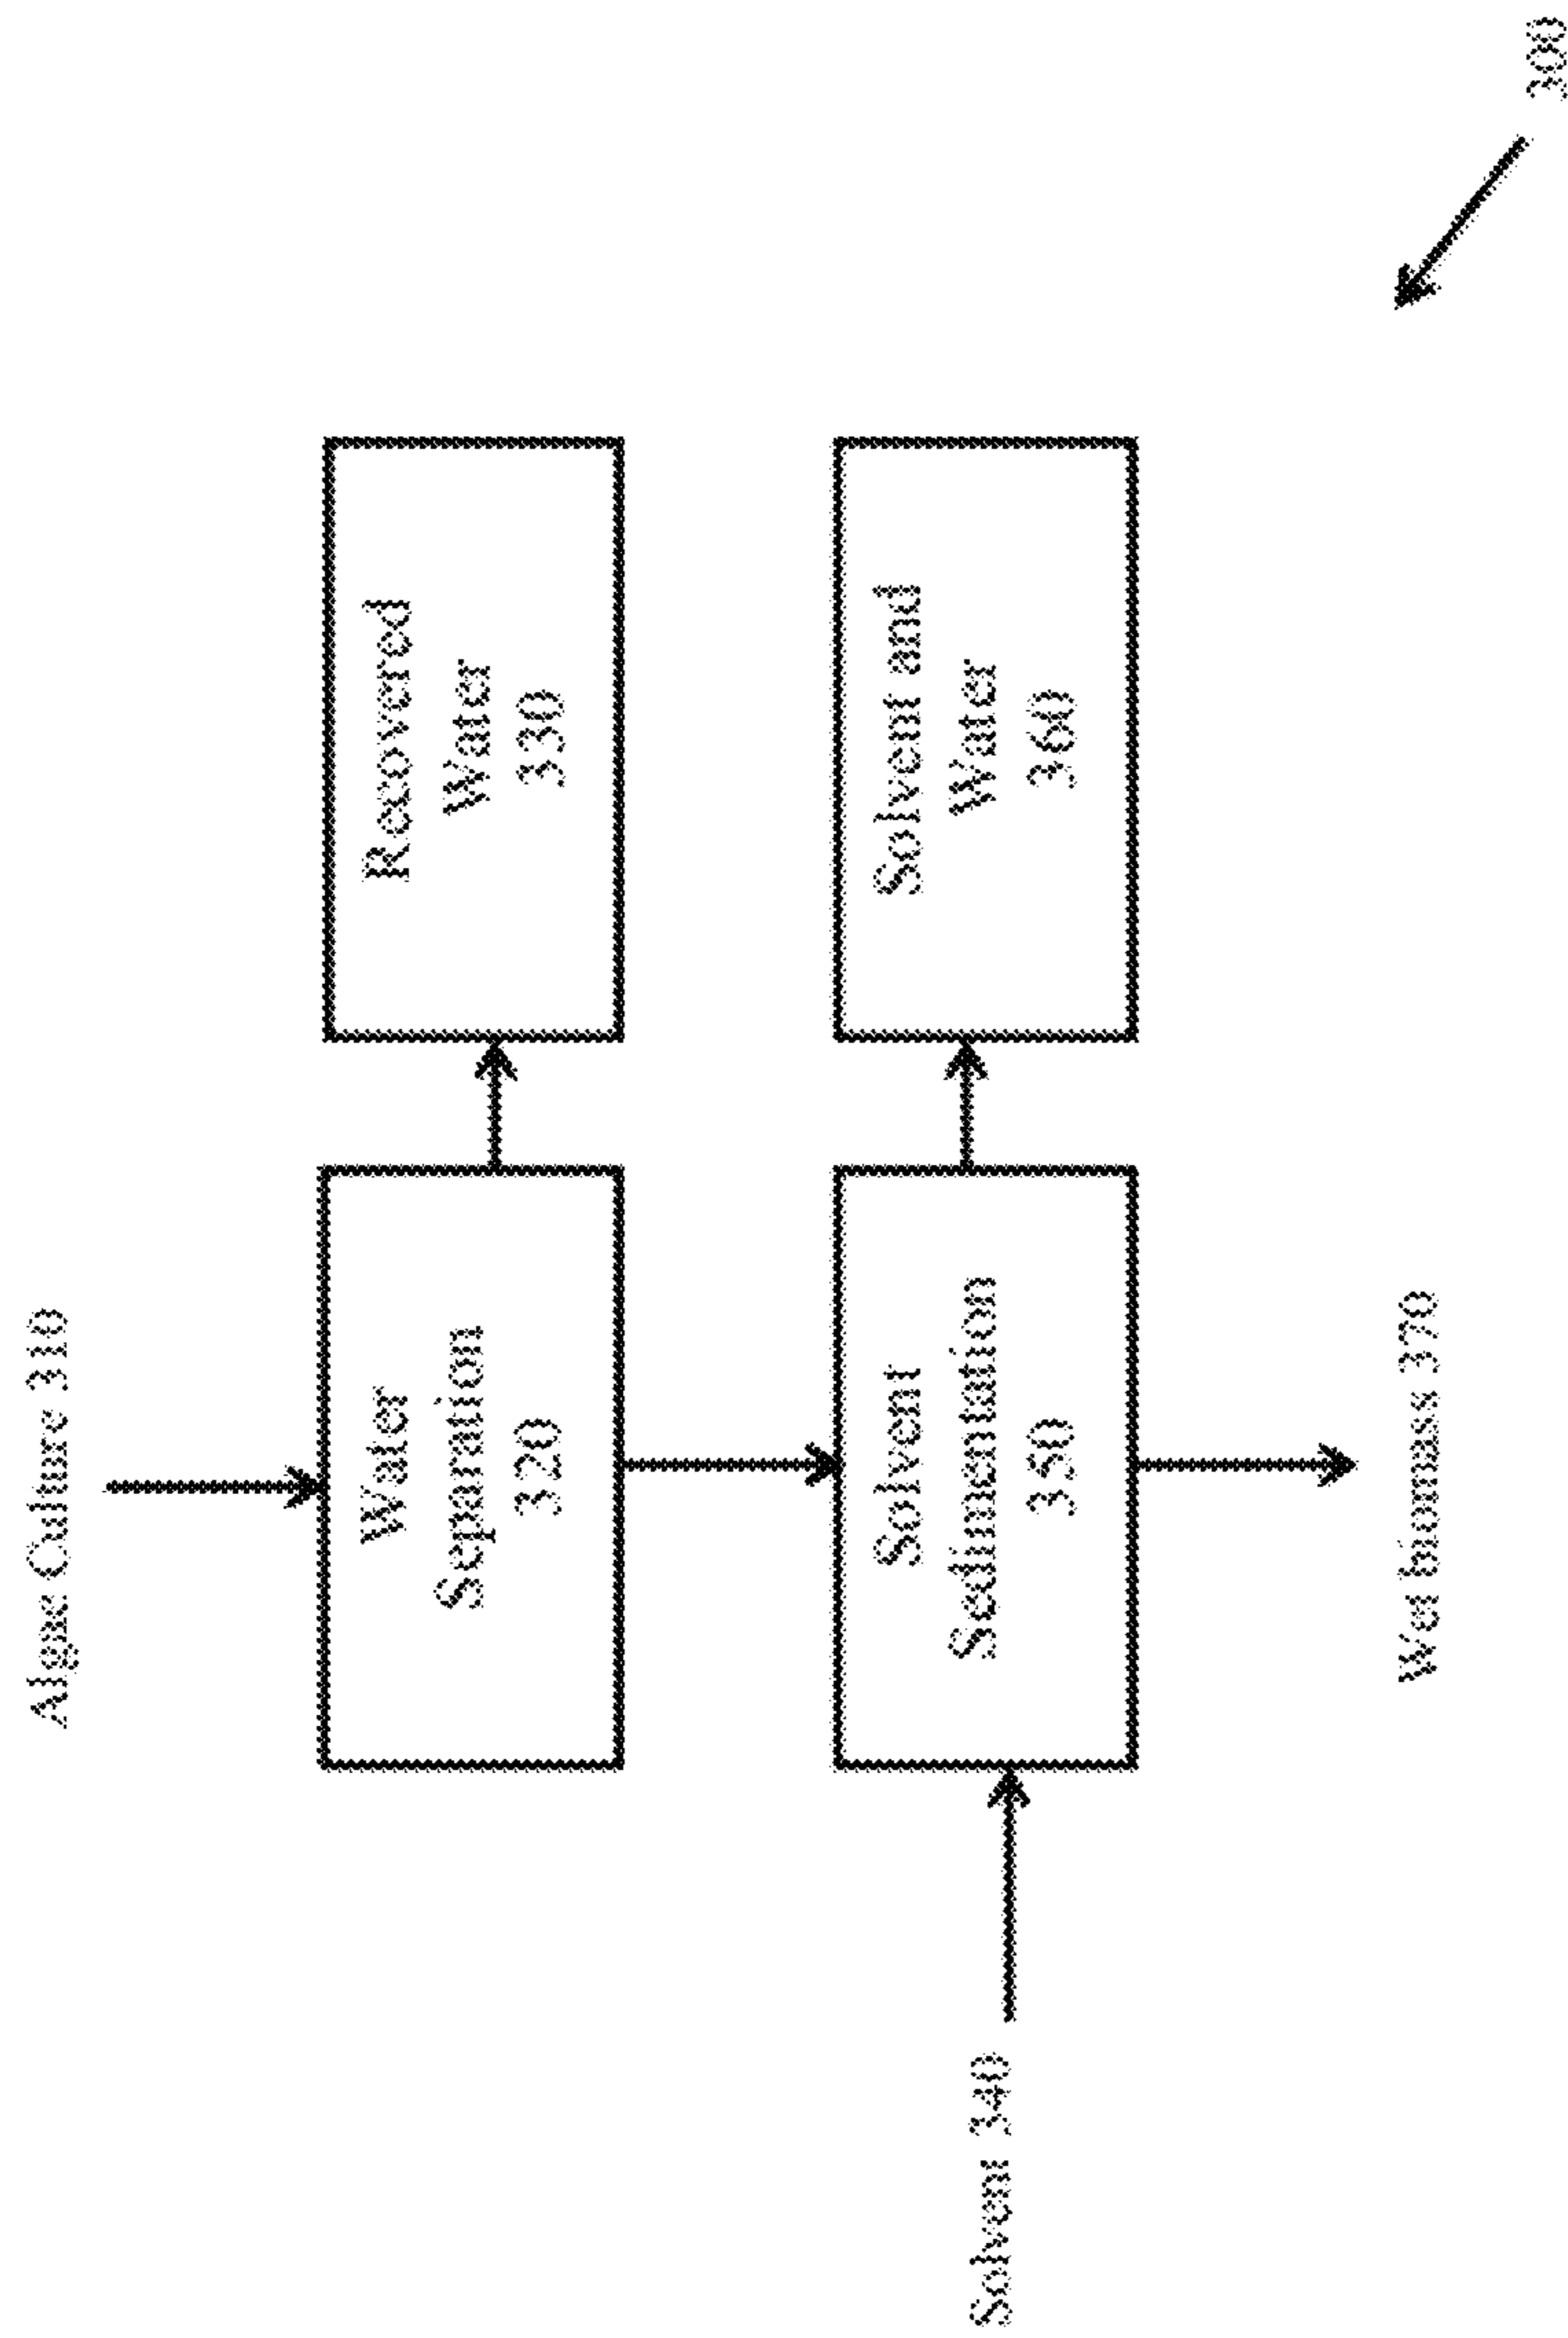 Algae Culture 310
Water
Separation
320
Recovered
Water
330
Solvent 340
Solvent
Sedimentation
350
Solvent and
Water
360
Wet biomass 370
300